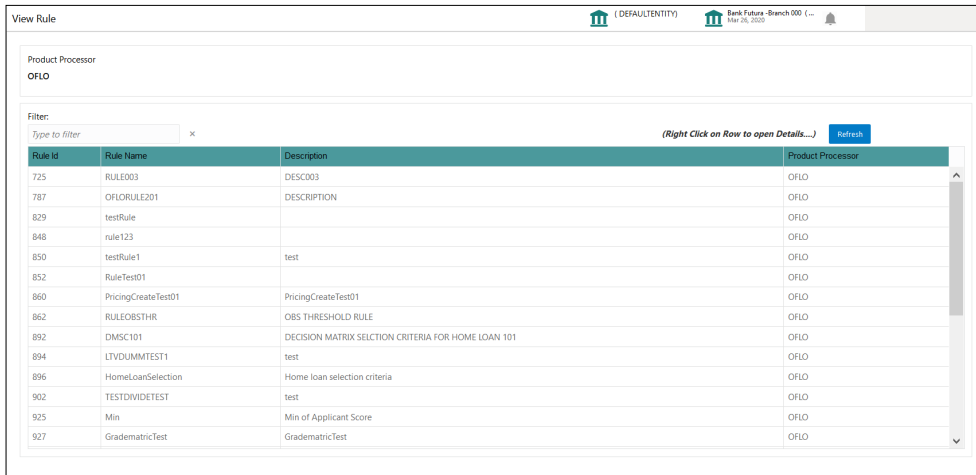 View Rule ( DEFAULTENTITY) Bank Futura -Branch 000 ( ...
Mar 26, 2020
Product Processor
OFLO
Filter:
Type to filter × (Right Click on Row to open Details....) Refresh
Rule Id Rule Name Description Product Processor
725 RULE003 DESC003 OFLO
787 OFLORULE201 DESCRIPTION OFLO
829 testRule OFLO
848 rule123 OFLO
850 testRule1 test OFLO
852 RuleTest01 OFLO
860 PricingCreateTest01 PricingCreateTest01 OFLO
862 RULEOBSTHR OBS THRESHOLD RULE OFLO
892 DMSC101 DECISION MATRIX SELCTION CRITERIA FOR HOME LOAN 101 OFLO
894 LTVDUMMTEST1 test OFLO
896 HomeLoanSelection Home loan selection criteria OFLO
902 TESTDIVIDETEST test OFLO
925 Min Min of Applicant Score OFLO
927 GradematricTest GradematricTest OFLO